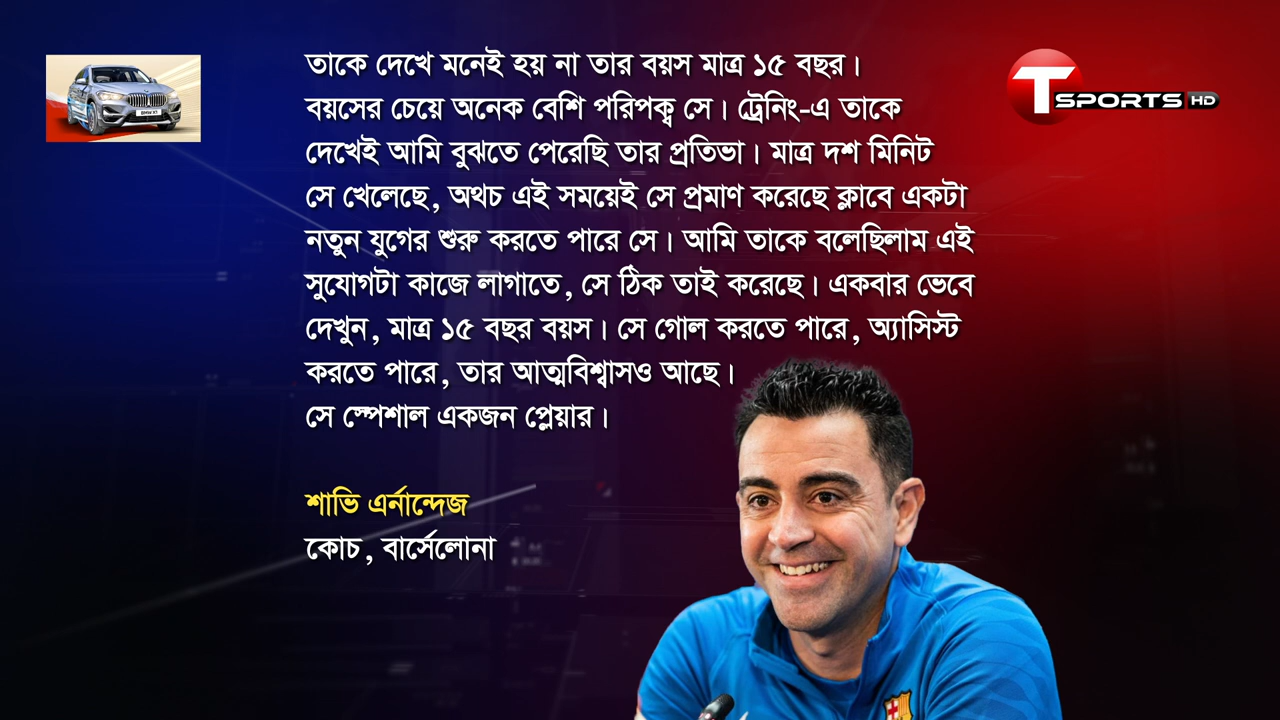 তাকে দেখে মনেই হয় না তার বয়স মাত্র ১৫ বছর।
বয়সের চেয়ে অনেক বেশি পরিপক্ব সে। ট্রেনিং-এ তাকে
দেখেই আমি বুঝতে পেরেছি তার প্রতিভা। মাত্র দশ মিনিট
সে খেলেছে, অথচ এই সময়েই সে প্রমাণ করেছে ক্লাবে একটা
নতুন যুগের শুরু করতে পারে সে। আমি তাকে বলেছিলাম এই
সুযোগটা কাজে লাগাতে, সে ঠিক তাই করেছে। একবার ভেবে
দেখুন, মাত্র ১৫ বছর বয়স। সে গোল করতে পারে, অ্যাসিস্ট
করতে পারে, তার আত্মবিশ্বাসও আছে।
সে স্পেশাল একজন প্লেয়ার।
শাভি এর্নান্দেজ
কোচ, বার্সেলোনা
T SPORTS HD
BMW X1